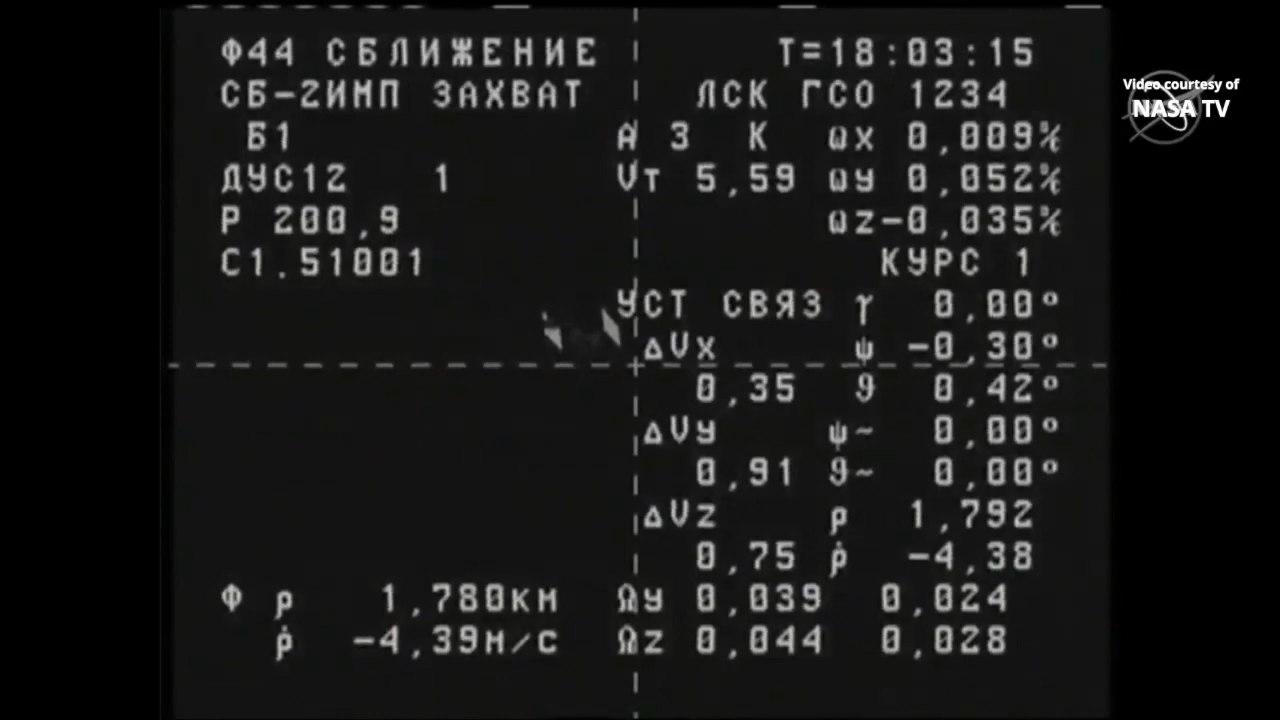 Ф44 СБЛИЖЕНИЕ T=18:03:15
СБ-2ИМП ЗАХВАТ ЛСК ГСО 1234
Б1 А 3 К ωx 0,009%
ДУС12 1 Vт 5,59 ωy 0,052%
Р 200,9 ωz-0,035%
С1.51001 КУРС 1
УСТ СВЯЗ γ 0,00°
ΔVx ψ -0,30°
0,35 ϑ 0,42°
ΔVy ψ~ 0,00°
0,91 ϑ~ 0,00°
ΔVz ρ 1,792
0,75 ρ̇ -4,38
Ф ρ 1,780км Ωy 0,039 0,024
ρ̇ -4,39м/с Ωz 0,044 0,028
Video courtesy of
NASA TV